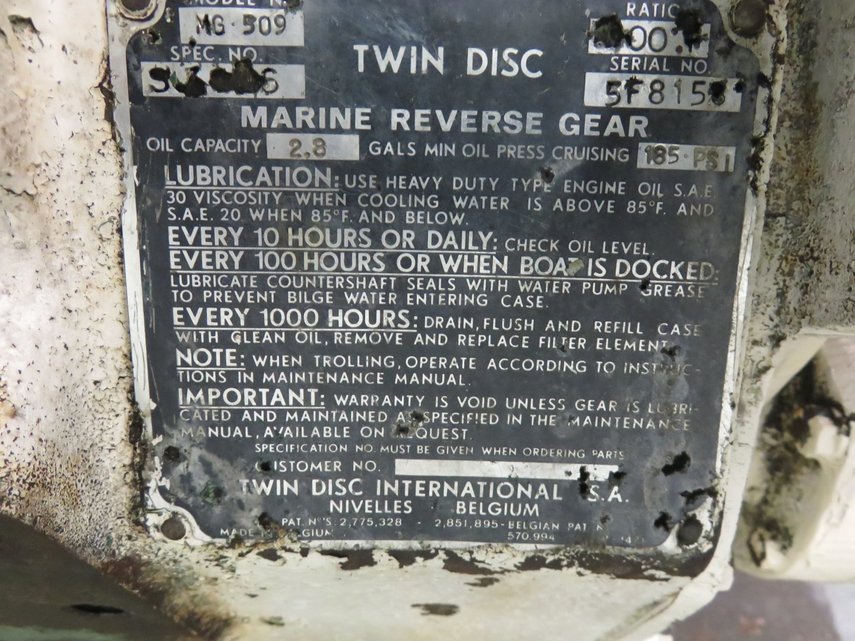 MODEL N
MG 509
RATIO
SPEC. NO.
TWIN DISC
SERIAL NO.
MARINE REVERSE GEAR
OIL CAPACITY 2.8 GALS MIN OIL PRESS CRUISING 185 PSI
LUBRICATION: USE HEAVY DUTY TYPE ENGINE OIL S.A.E
30 VISCOSITY WHEN COOLING WATER IS ABOVE 85°F. AND
S.A.E. 20 WHEN 85°F. AND BELOW.
EVERY 10 HOURS OR DAILY: CHECK OIL LEVEL
EVERY 100 HOURS OR WHEN BOAT IS DOCKED:
LUBRICATE COUNTERSHAFT SEALS WITH WATER PUMP GREASE
TO PREVENT BILGE WATER ENTERING CASE.
EVERY 1000 HOURS: DRAIN, FLUSH AND REFILL CASE
WITH CLEAN OIL, REMOVE AND REPLACE FILTER ELEMENT
NOTE: WHEN TROLLING, OPERATE ACCORDING TO INSTRUC-
TIONS IN MAINTENANCE MANUAL.
IMPORTANT: WARRANTY IS VOID UNLESS GEAR IS LUBRI-
CATED AND MAINTAINED AS SPECIFIED IN THE MAINTENANCE
MANUAL, AVAILABLE ON REQUEST.
SPECIFICATION NO. MUST BE GIVEN WHEN ORDERING PARTS
CUSTOMER NO.
TWIN DISC INTERNATIONAL S.A.
NIVELLES BELGIUM
PAT. NO'S. 2,775,328 - 2,851,895 - BELGIAN PAT N
MADE IN BELGIUM 570.994